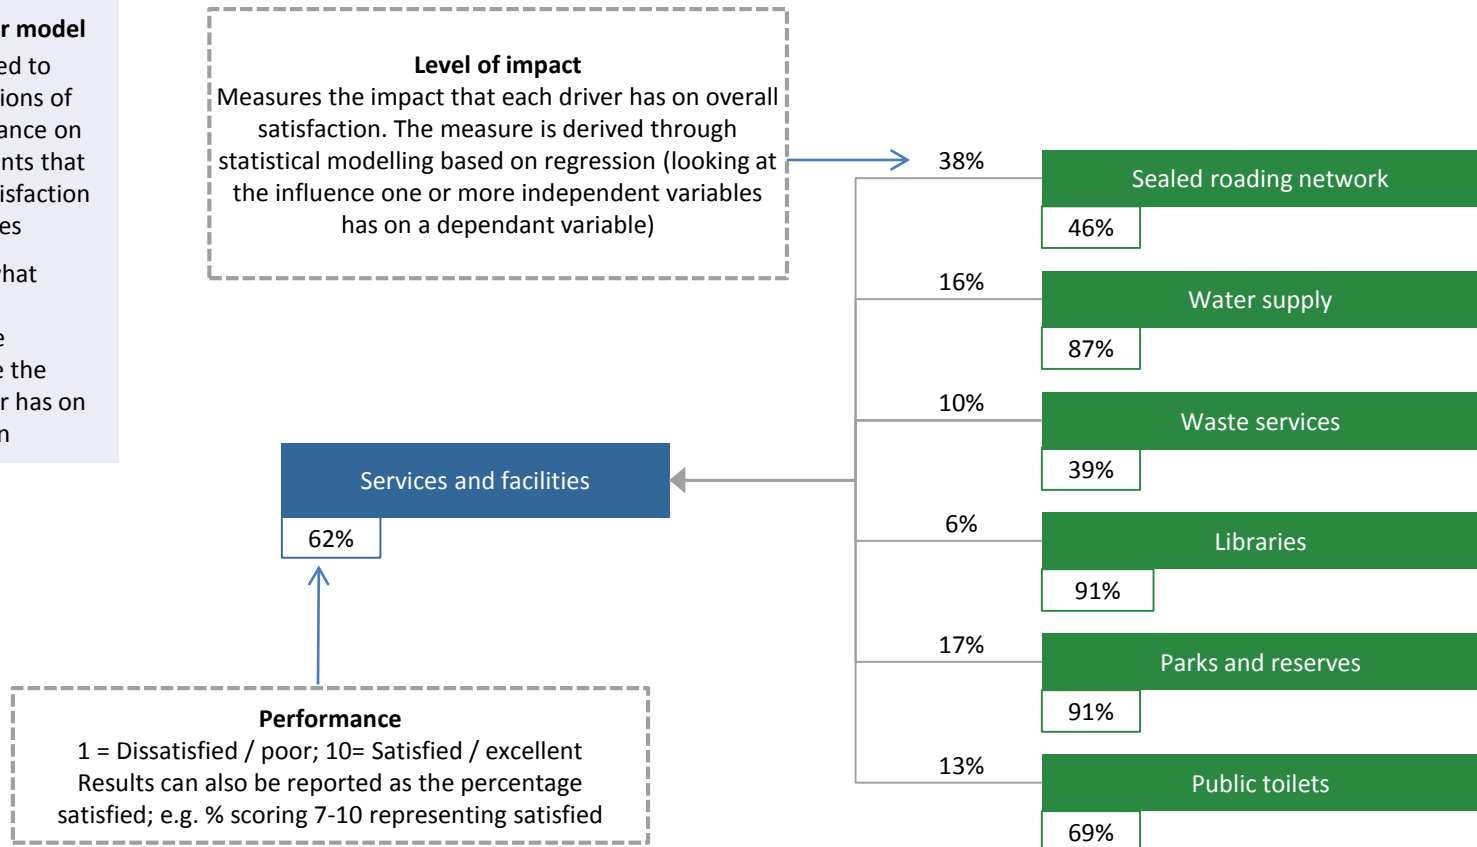 r model
ed to
ions of
ance on
nts that
isfaction
es
what
e
e the
r has on
n
Level of impact
Measures the impact that each driver has on overall
satisfaction. The measure is derived through
statistical modelling based on regression (looking at
the influence one or more independent variables
has on a dependant variable)
38%
Sealed roading network
46%
16%
Water supply
87%
10%
Waste services
39%
Services and facilities
62%
6%
Libraries
91%
17%
Parks and reserves
91%
13%
Public toilets
69%
Performance
1 = Dissatisfied / poor; 10= Satisfied / excellent
Results can also be reported as the percentage
satisfied; e.g. % scoring 7-10 representing satisfied